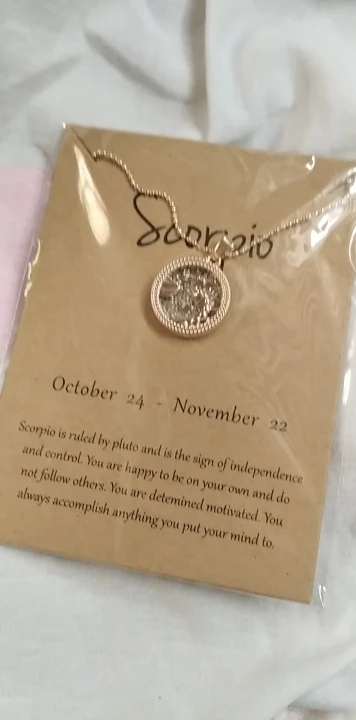 Scorpio
October 24 - November 22
Scorpio is ruled by pluto and is the sign of independence
and control. You are happy to be on your own and do
not follow others. You are detemined motivated. You
always accomplish anything you put your mind to.